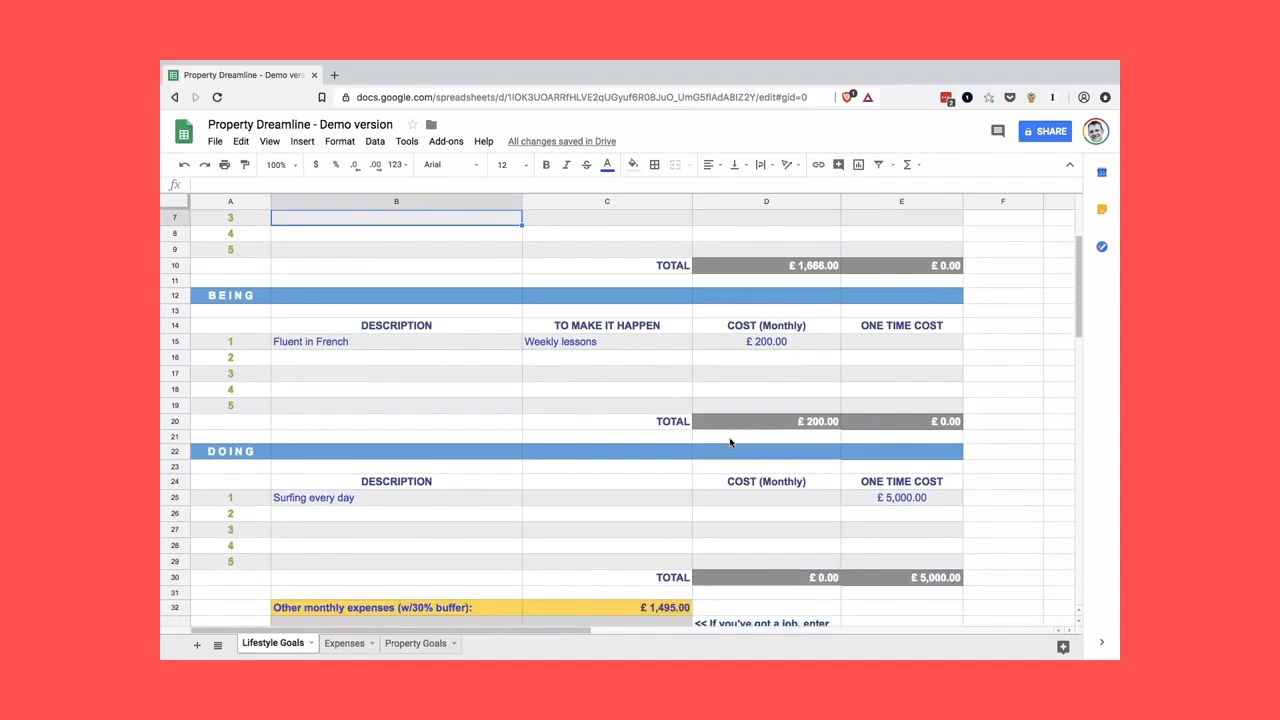 Property Dreamline - Demo vers
docs.google.com/spreadsheets/d/1IOK3UOARRfHLVE2qUGyuf6R08JuO_UmG5fIAdA8IZ2Y/edit#gid=0
Property Dreamline - Demo version
File Edit View Insert Format Data Tools Add-ons Help All changes saved in Drive
SHARE
100% $ % .0 .00 123 Arial 12 B I S A
fx
A B C D E F
7 3
8 4
9 5
10 TOTAL £ 1,666.00 £ 0.00
11
12 BEING
13
14 DESCRIPTION TO MAKE IT HAPPEN COST (Monthly) ONE TIME COST
15 1 Fluent in French Weekly lessons £ 200.00
16 2
17 3
18 4
19 5
20 TOTAL £ 200.00 £ 0.00
21
22 DOING
23
24 DESCRIPTION COST (Monthly) ONE TIME COST
25 1 Surfing every day £ 5,000.00
26 2
27 3
28 4
29 5
30 TOTAL £ 0.00 £ 5,000.00
31
32 Other monthly expenses (w/30% buffer): £ 1,495.00
<< If you've got a job, enter
Lifestyle Goals Expenses Property Goals